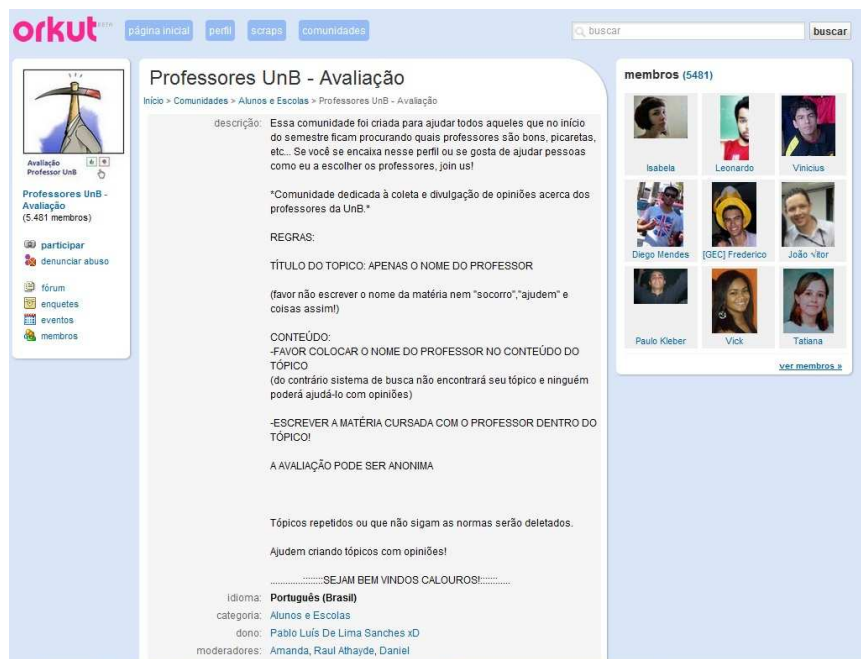 orkut beta
página inicial perfil scraps comunidades
buscar
buscar
Avaliação
Professor UnB
Professores UnB -
Avaliação
(5.481 membros)
participar
denunciar abuso
fórum
enquetes
eventos
membros
Professores UnB - Avaliação
Início > Comunidades > Alunos e Escolas > Professores UnB - Avaliação
descrição: Essa comunidade foi criada para ajudar todos aqueles que no início
do semestre ficam procurando quais professores são bons, picaretas,
etc... Se você se encaixa nesse perfil ou se gosta de ajudar pessoas
como eu a escolher os professores, join us!
*Comunidade dedicada à coleta e divulgação de opiniões acerca dos
professores da UnB.*
REGRAS:
TÍTULO DO TOPICO: APENAS O NOME DO PROFESSOR
(favor não escrever o nome da matéria nem "socorro","ajudem" e
coisas assim!)
CONTEÚDO:
-FAVOR COLOCAR O NOME DO PROFESSOR NO CONTEÚDO DO
TÓPICO
(do contrário sistema de busca não encontrará seu tópico e ninguém
poderá ajudá-lo com opiniões)
-ESCREVER A MATÉRIA CURSADA COM O PROFESSOR DENTRO DO
TÓPICO!
A AVALIAÇÃO PODE SER ANONIMA
Tópicos repetidos ou que não sigam as normas serão deletados.
Ajudem criando tópicos com opiniões!
............::::::::SEJAM BEM VINDOS CALOUROS!:::::::...........
idioma: Português (Brasil)
categoria: Alunos e Escolas
dono: Pablo Luís De Lima Sanches xD
moderadores: Amanda, Raul Athayde, Daniel
membros (5481)
Isabela Leonardo Vinicius
Diego Mendes [GEC] Frederico João √itor
Paulo Kleber Vick Tatiana
ver membros »